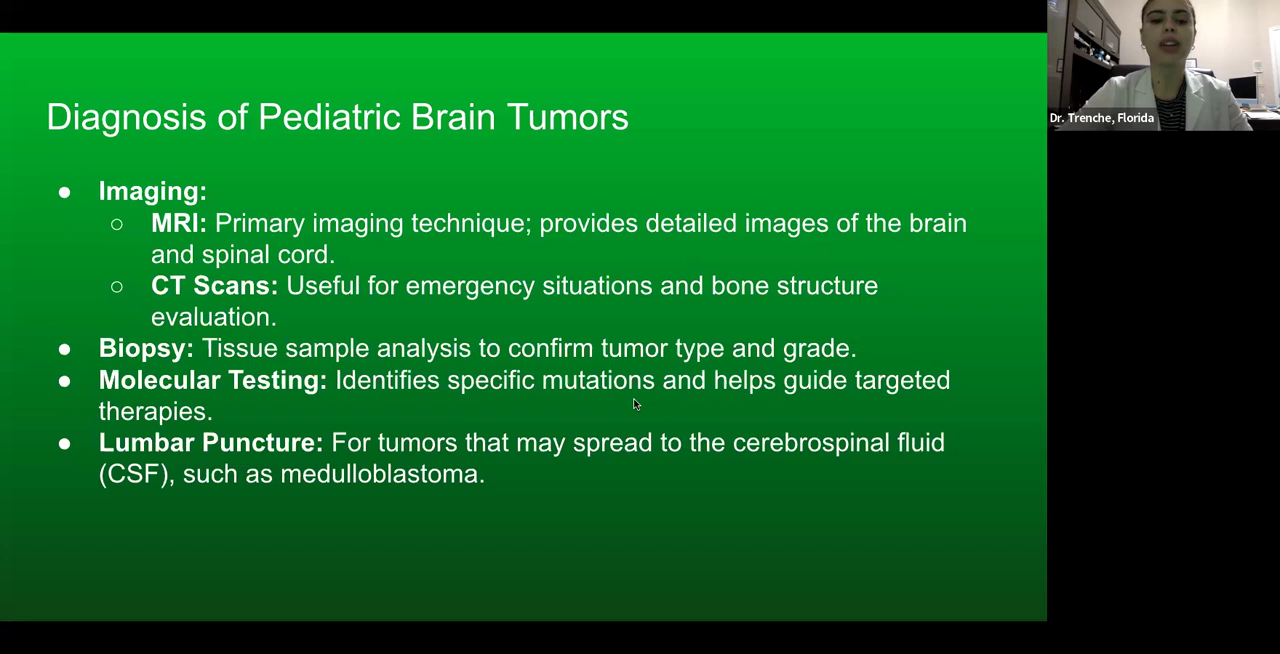 Diagnosis of Pediatric Brain Tumors
● Imaging:
○ MRI: Primary imaging technique; provides detailed images of the brain
and spinal cord.
○ CT Scans: Useful for emergency situations and bone structure
evaluation.
● Biopsy: Tissue sample analysis to confirm tumor type and grade.
● Molecular Testing: Identifies specific mutations and helps guide targeted
therapies.
● Lumbar Puncture: For tumors that may spread to the cerebrospinal fluid
(CSF), such as medulloblastoma.
Dr. Trenche, Florida